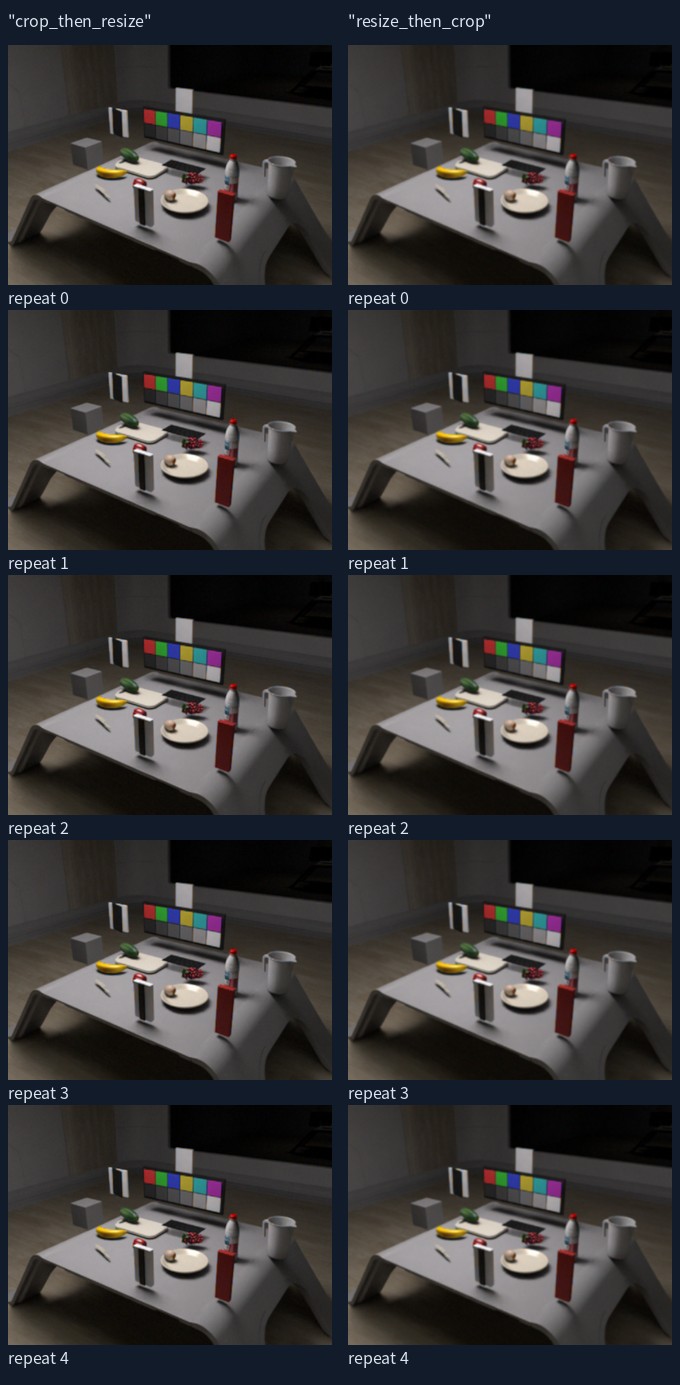 "crop_then_resize" "resize_then_crop"
repeat 0 repeat 0
repeat 1 repeat 1
repeat 2 repeat 2
repeat 3 repeat 3
repeat 4 repeat 4